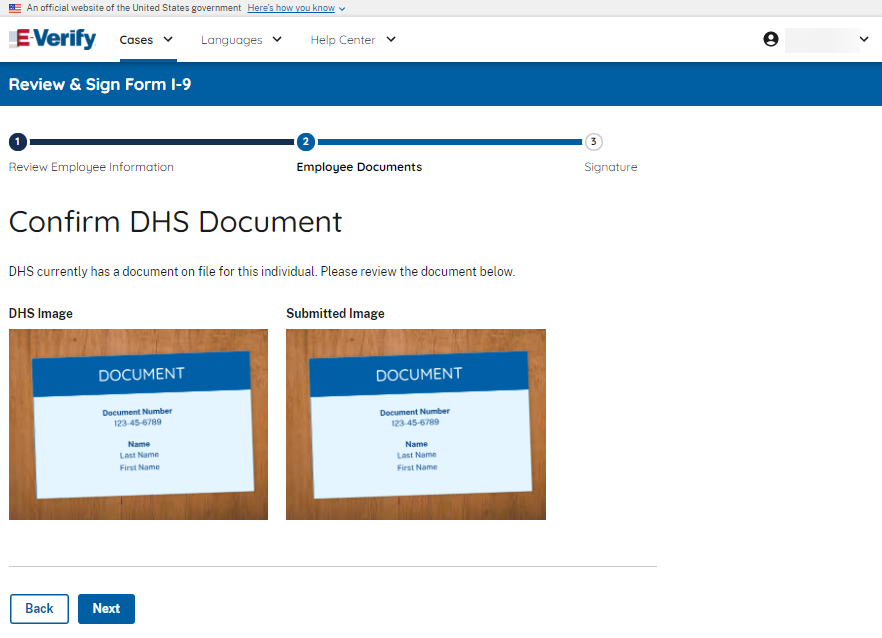 An official website of the United States government Here's how you know
E-Verify Cases Languages Help Center
Review & Sign Form I-9
1 2 3
Review Employee Information Employee Documents Signature
Confirm DHS Document
DHS currently has a document on file for this individual. Please review the document below.
DHS Image Submitted Image
DOCUMENT
Document Number
123-45-6789
Name
Last Name
First Name
DOCUMENT
Document Number
123-45-6789
Name
Last Name
First Name
Back Next